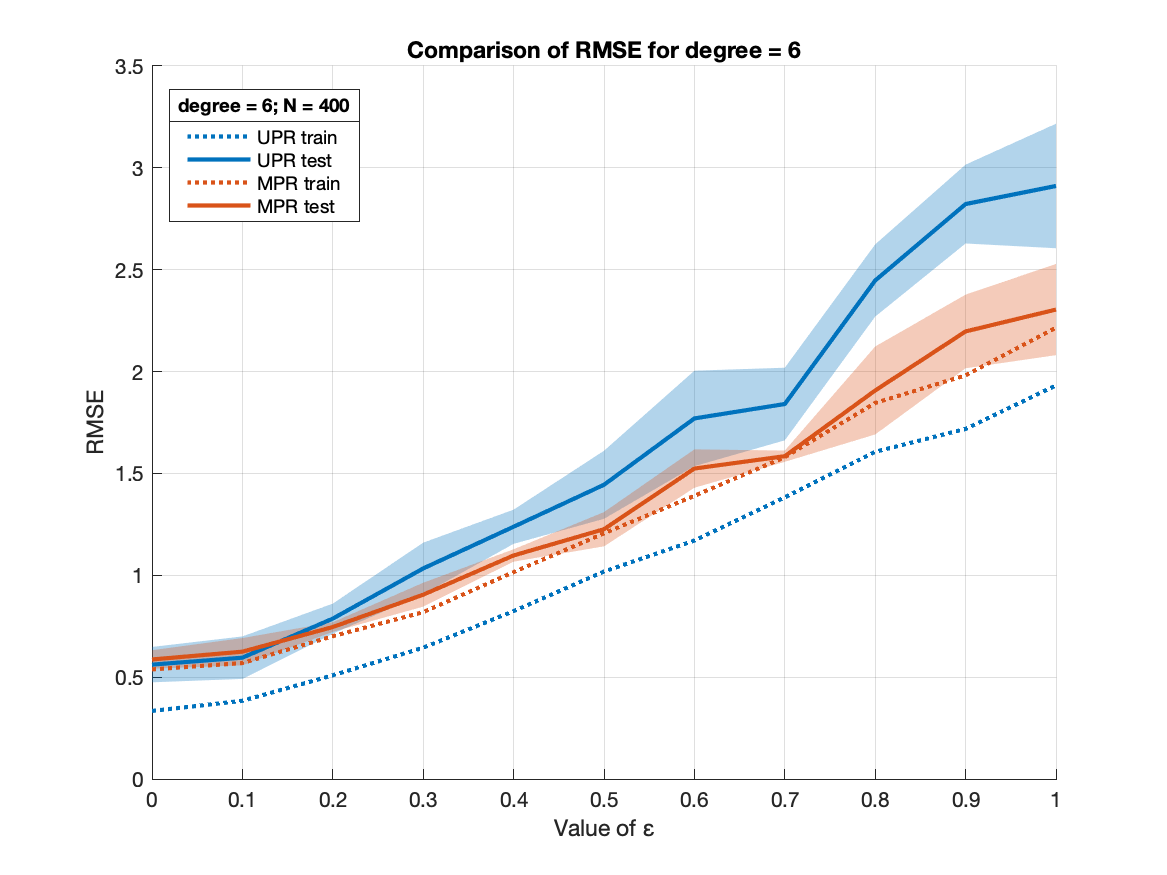 Comparison of RMSE for degree = 6
3.5
3
2.5
2
1.5
1
0.5
0
RMSE
degree = 6; N = 400
UPR train
UPR test
MPR train
MPR test
0 0.1 0.2 0.3 0.4 0.5 0.6 0.7 0.8 0.9 1
Value of ε